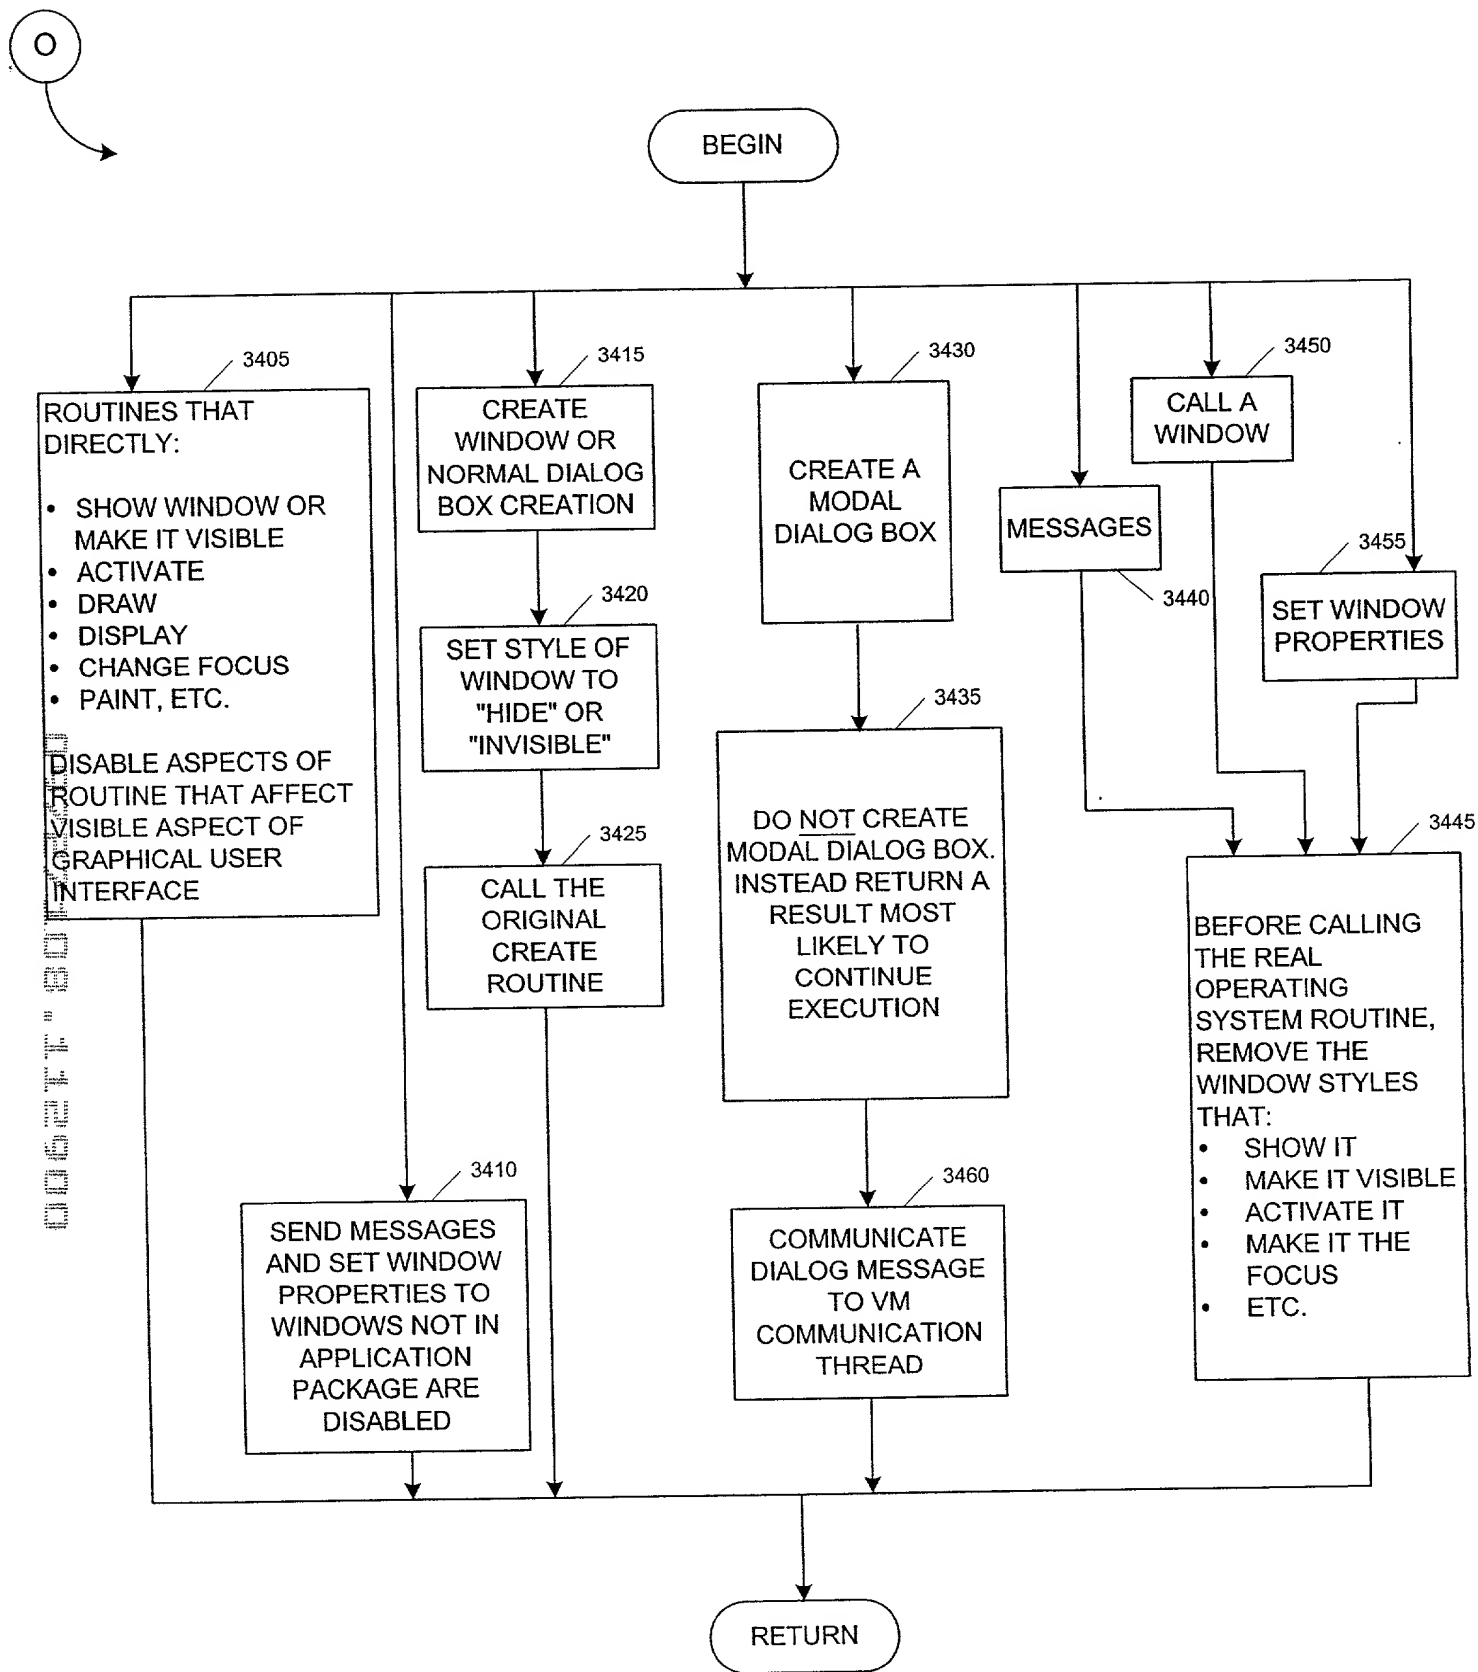 O
BEGIN
3405
ROUTINES THAT
DIRECTLY:
• SHOW WINDOW OR
MAKE IT VISIBLE
• ACTIVATE
• DRAW
• DISPLAY
• CHANGE FOCUS
• PAINT, ETC.
DISABLE ASPECTS OF
ROUTINE THAT AFFECT
VISIBLE ASPECT OF
GRAPHICAL USER
INTERFACE
3410
SEND MESSAGES
AND SET WINDOW
PROPERTIES TO
WINDOWS NOT IN
APPLICATION
PACKAGE ARE
DISABLED
3415
CREATE
WINDOW OR
NORMAL DIALOG
BOX CREATION
3420
SET STYLE OF
WINDOW TO
"HIDE" OR
"INVISIBLE"
3425
CALL THE
ORIGINAL
CREATE
ROUTINE
3430
CREATE A
MODAL
DIALOG BOX
3435
DO NOT CREATE
MODAL DIALOG BOX.
INSTEAD RETURN A
RESULT MOST
LIKELY TO
CONTINUE
EXECUTION
3460
COMMUNICATE
DIALOG MESSAGE
TO VM
COMMUNICATION
THREAD
MESSAGES
3440
3450
CALL A
WINDOW
3455
SET WINDOW
PROPERTIES
3445
BEFORE CALLING
THE REAL
OPERATING
SYSTEM ROUTINE,
REMOVE THE
WINDOW STYLES
THAT:
• SHOW IT
• MAKE IT VISIBLE
• ACTIVATE IT
• MAKE IT THE
FOCUS
• ETC.
RETURN